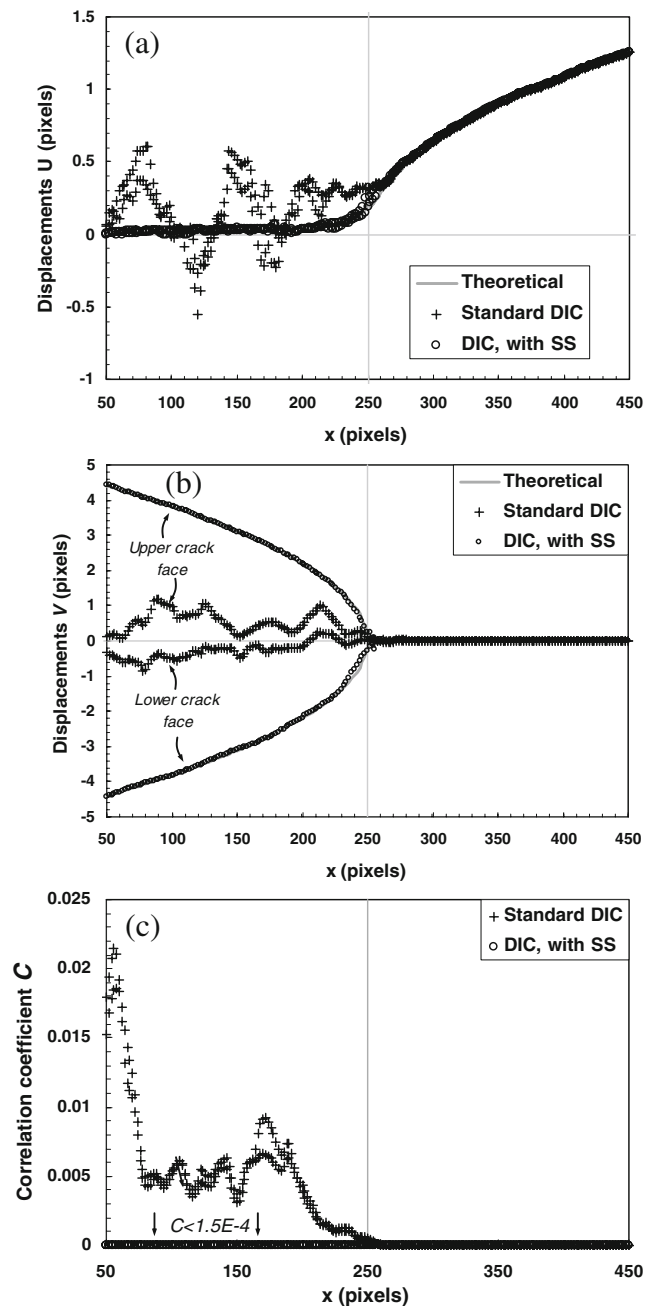 (a)
1.5
1
0.5
0
-0.5
-1
Displacements U (pixels)
Theoretical
Standard DIC
DIC, with SS
50 100 150 200 250 300 350 400 450
x (pixels)
(b)
5
4
3
2
1
0
-1
-2
-3
-4
-5
Displacements V (pixels)
Theoretical
Standard DIC
DIC, with SS
Upper crack
face
Lower crack
face
50 100 150 200 250 300 350 400 450
x (pixels)
(c)
0.025
0.02
0.015
0.01
0.005
0
Correlation coefficient C
Standard DIC
DIC, with SS
C<1.5E-4
50 100 150 200 250 300 350 400 450
x (pixels)